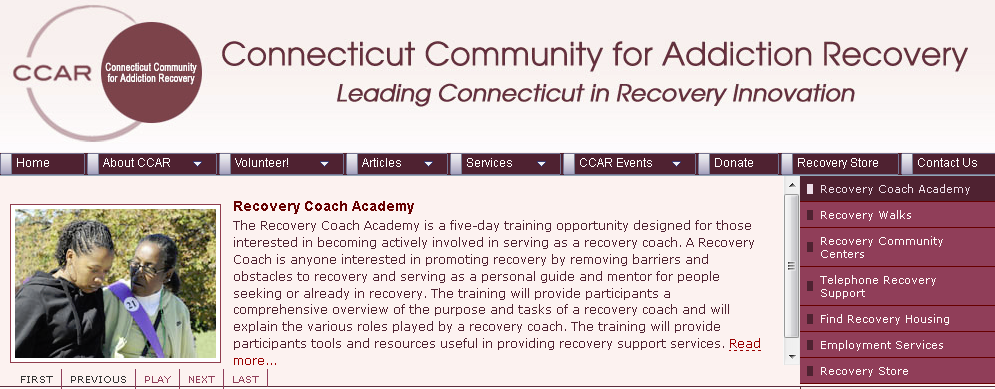 CCAR
Connecticut Community
for Addiction Recovery
Connecticut Community for Addiction Recovery
Leading Connecticut in Recovery Innovation
Home About CCAR Volunteer! Articles Services CCAR Events Donate Recovery Store Contact Us
21
Recovery Coach Academy
The Recovery Coach Academy is a five-day training opportunity designed for those
interested in becoming actively involved in serving as a recovery coach. A Recovery
Coach is anyone interested in promoting recovery by removing barriers and
obstacles to recovery and serving as a personal guide and mentor for people
seeking or already in recovery. The training will provide participants a
comprehensive overview of the purpose and tasks of a recovery coach and will
explain the various roles played by a recovery coach. The training will provide
participants tools and resources useful in providing recovery support services. Read
more...
FIRST PREVIOUS PLAY NEXT LAST
Recovery Coach Academy
Recovery Walks
Recovery Community
Centers
Telephone Recovery
Support
Find Recovery Housing
Employment Services
Recovery Store